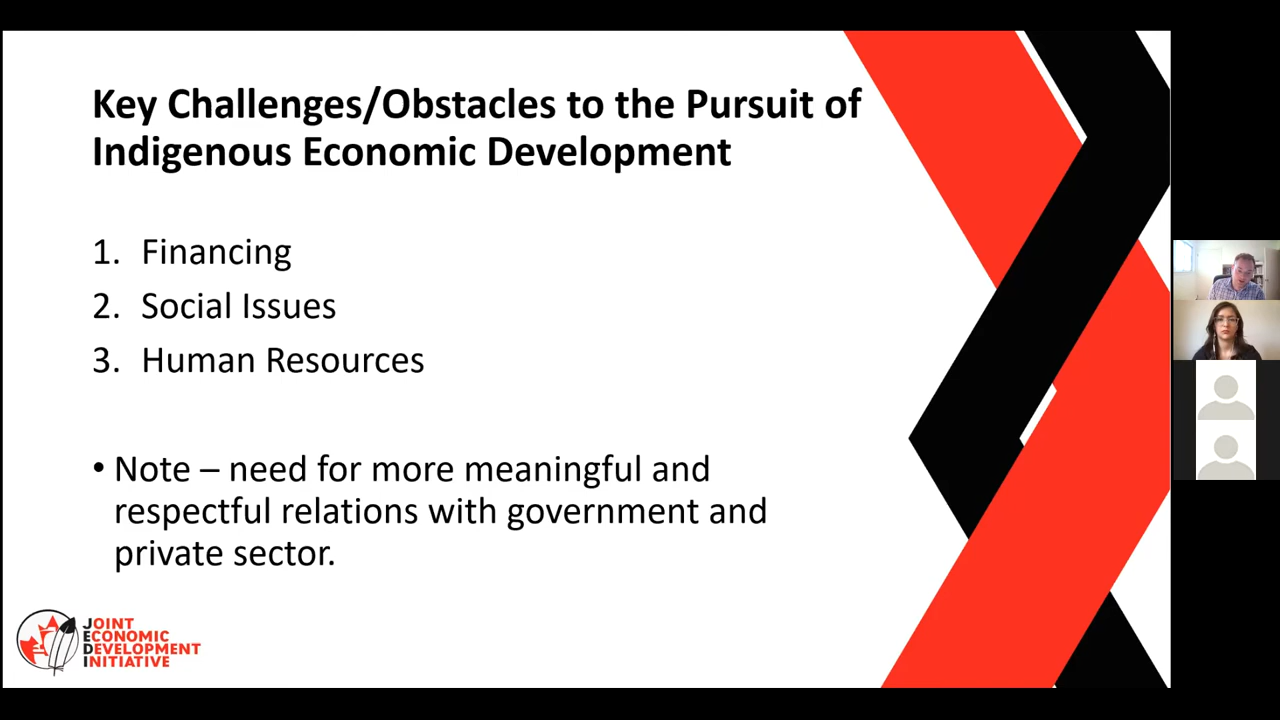 Key Challenges/Obstacles to the Pursuit of
Indigenous Economic Development
1. Financing
2. Social Issues
3. Human Resources
• Note – need for more meaningful and
respectful relations with government and
private sector.
JOINT
ECONOMIC
DEVELOPMENT
INITIATIVE